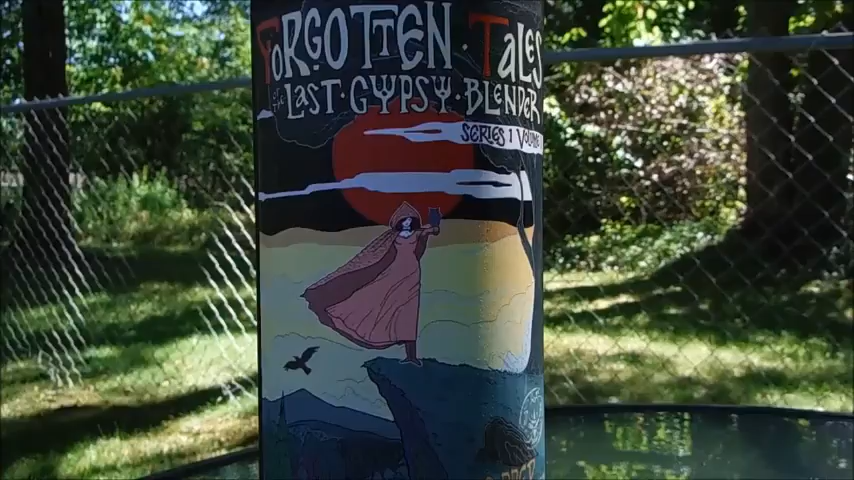 FORGOTTEN · TALES
of the LAST · GYPSY · BLENDER
SERIES 1 VOLUME